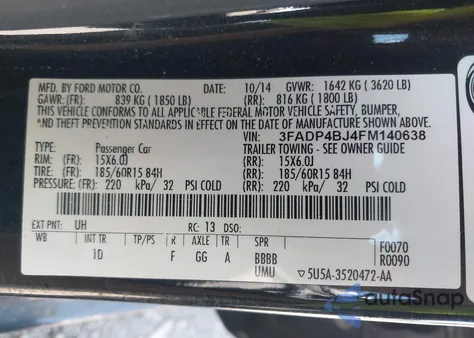 MFD. BY FORD MOTOR CO. DATE: 10/14 GVWR: 1642 KG ( 3620 LB)
GAWR: (FR): 839 KG ( 1850 LB) (RR): 816 KG ( 1800 LB)
THIS VEHICLE CONFORMS TO ALL APPLICABLE FEDERAL MOTOR VEHICLE SAFETY, BUMPER,
AND THEFT PREVENTION STANDARDS IN EFFECT ON THE DATE OF MANUFACTURE SHOWN ABOVE.
VIN: 3FADP4BJ4FM140638
TYPE: Passenger Car TRAILER TOWING - SEE OWNER GUIDE
RIM: (FR): 15X6.0J (RR): 15X6.0J
TIRE: (FR): 185/60R15 84H 185/60R15 84H
PRESSURE: (FR): 220 kPa/ 32 PSI COLD (RR): 220 kPa/ 32 PSI COLD
EXT PNT: UH RC: 13 DSO:
WB INT TR TP/PS R AXLE TR SPR F0070
1D F GG A BBBB R0090
UMU 5U5A-3520472-AA
autoSnap